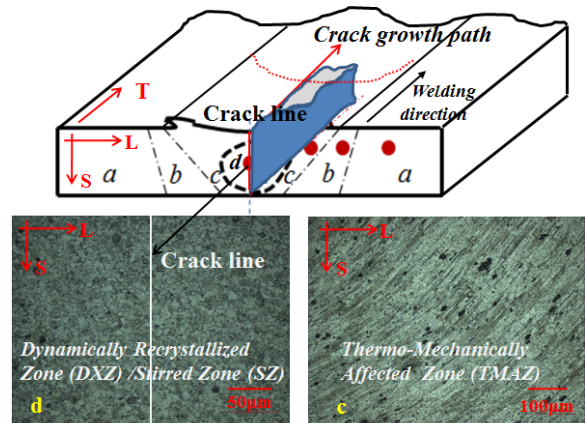 Crack growth path
T
Crack line
Welding
direction
L
S
a
b
c
d
c
b
a
L
S
Crack line
Dynamically Recrystallized
Zone (DXZ) /Stirred Zone (SZ)
50μm
d
L
S
Thermo-Mechanically
Affected Zone (TMAZ)
100μm
c